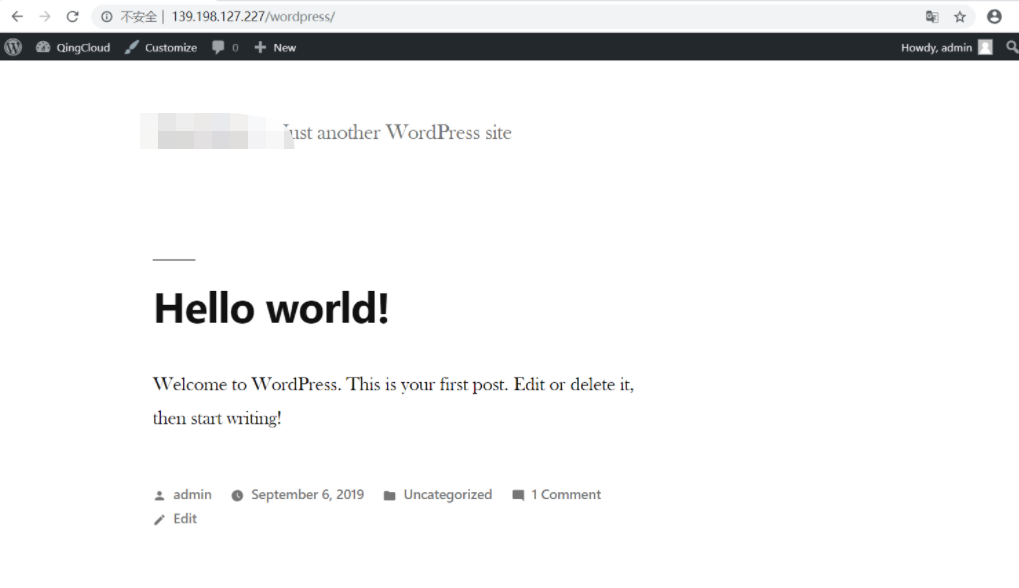 不安全 | 139.198.127.227/wordpress/
QingCloud Customize 0 New Howdy, admin
Just another WordPress site
Hello world!
Welcome to WordPress. This is your first post. Edit or delete it,
then start writing!
admin September 6, 2019 Uncategorized 1 Comment
Edit